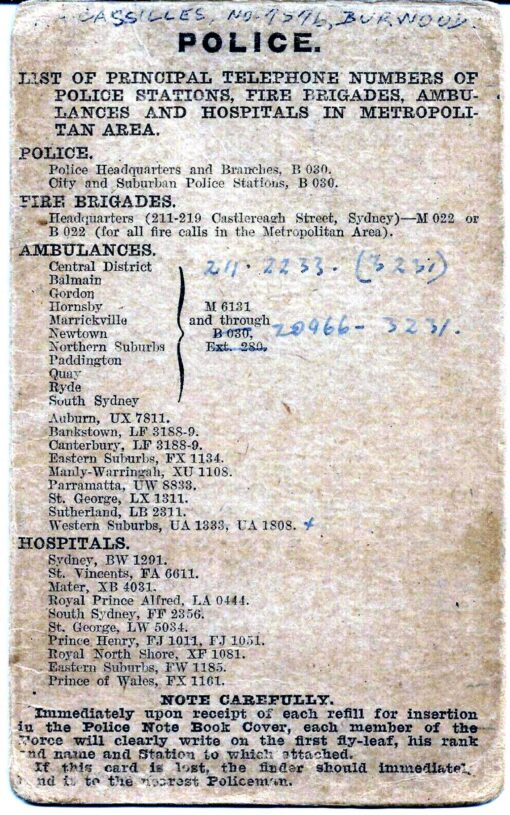 CASSILLES, NO. 9576, BURWOOD.
POLICE.
LIST OF PRINCIPAL TELEPHONE NUMBERS OF
POLICE STATIONS, FIRE BRIGADES, AMBU-
LANCES AND HOSPITALS IN METROPOLI-
TAN AREA.
POLICE.
Police Headquarters and Branches, B 030.
City and Suburban Police Stations, B 030.
FIRE BRIGADES.
Headquarters (211-219 Castlereagh Street, Sydney)—M 022 or
B 022 (for all fire calls in the Metropolitan Area).
AMBULANCES.
Central District 211·2233. (3231)
Balmain
Gordon
Hornsby M 6131
Marrickville and through
Newtown B 030, 20966 - 3231.
Northern Suburbs Ext. 280.
Paddington
Quay
Ryde
South Sydney
Auburn, UX 7811.
Bankstown, LF 3188-9.
Canterbury, LF 3188-9.
Eastern Suburbs, FX 1134.
Manly-Warringah, XU 1108.
Parramatta, UW 8833.
St. George, LX 1311.
Sutherland, LB 2311.
Western Suburbs, UA 1333, UA 1808. +
HOSPITALS.
Sydney, BW 1291.
St. Vincents, FA 6611.
Mater, XB 4031.
Royal Prince Alfred, LA 0444.
South Sydney, FF 2356.
St. George, LW 5034.
Prince Henry, FJ 1011, FJ 1051.
Royal North Shore, XF 1081.
Eastern Suburbs, FW 1185.
Prince of Wales, FX 1161.
NOTE CAREFULLY.
Immediately upon receipt of each refill for insertion
in the Police Note Book Cover, each member of the
Force will clearly write on the first fly-leaf, his rank
and name and Station to which attached.
If this card is lost, the finder should immediately
hand it to the nearest Policeman.